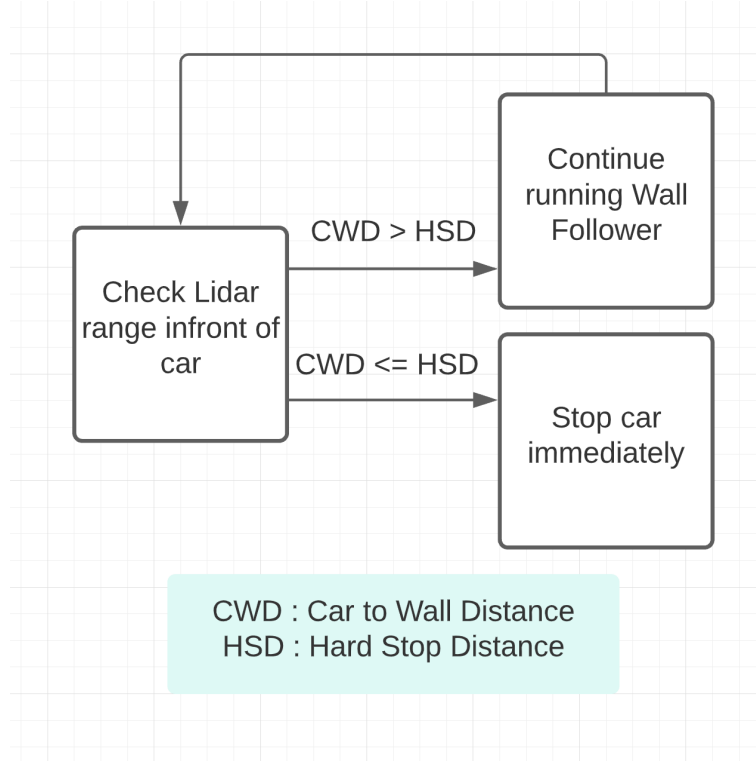 Continue
running Wall
Follower
CWD > HSD
Check Lidar
range infront of
car
CWD <= HSD
Stop car
immediately
CWD : Car to Wall Distance
HSD : Hard Stop Distance